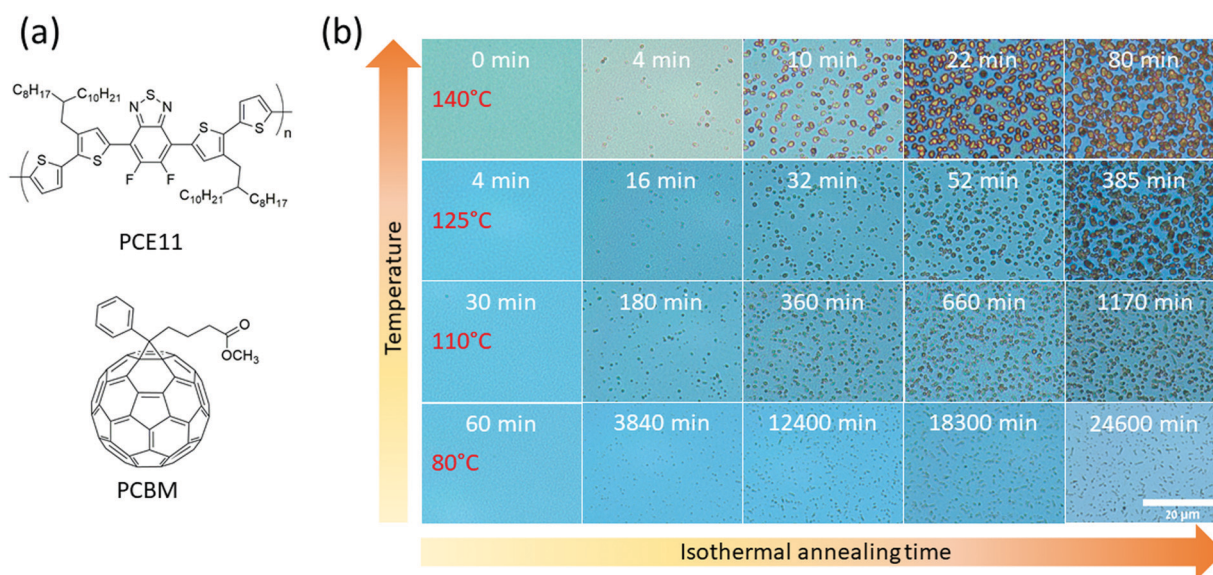 (a)
C₈H₁₇
C₁₀H₂₁
N
S
N
S
S
n
S
S
F
F
C₁₀H₂₁
C₈H₁₇
PCE11
O
OCH₃
PCBM
(b)
Temperature
0 min
4 min
10 min
22 min
80 min
140°C
4 min
16 min
32 min
52 min
385 min
125°C
30 min
180 min
360 min
660 min
1170 min
110°C
60 min
3840 min
12400 min
18300 min
24600 min
80°C
20 μm
Isothermal annealing time